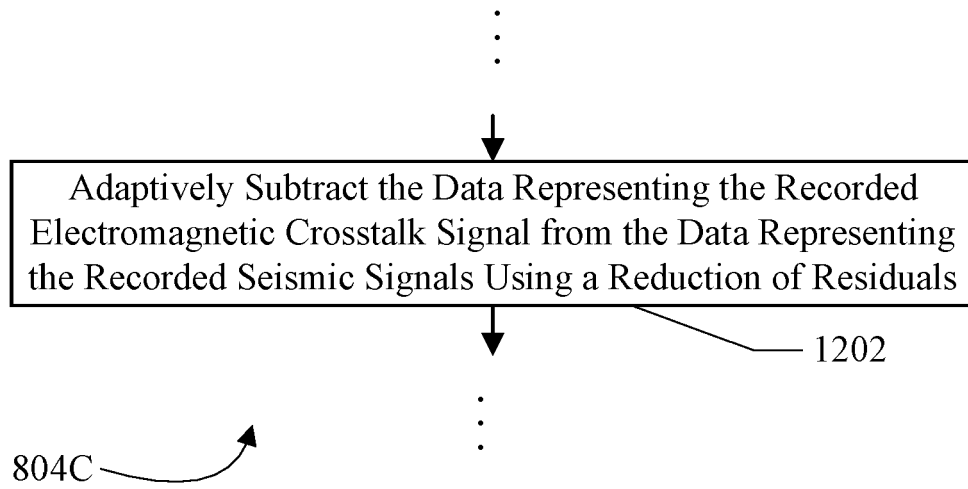 Adaptively Subtract the Data Representing the Recorded
Electromagnetic Crosstalk Signal from the Data Representing
the Recorded Seismic Signals Using a Reduction of Residuals
1202
804C